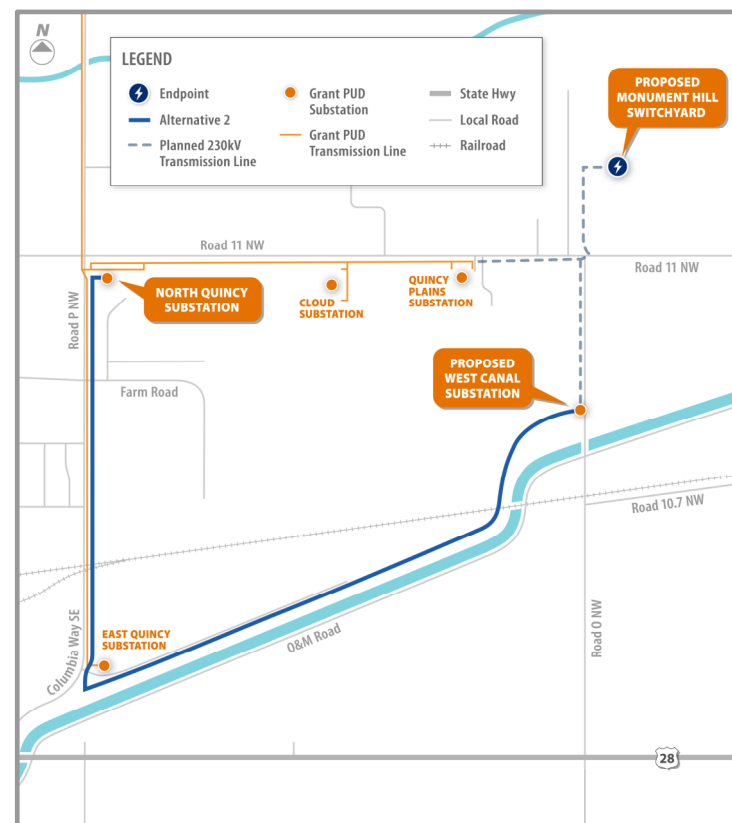 N
LEGEND
Endpoint
Alternative 2
Planned 230kV
Transmission Line
Grant PUD
Substation
Grant PUD
Transmission Line
State Hwy
Local Road
Railroad
PROPOSED
MONUMENT HILL
SWITCHYARD
Road 11 NW
Road 11 NW
Road P NW
NORTH QUINCY
SUBSTATION
CLOUD
SUBSTATION
QUINCY
PLAINS
SUBSTATION
PROPOSED
WEST CANAL
SUBSTATION
Farm Road
Road 10.7 NW
EAST QUINCY
SUBSTATION
Columbia Way SE
O&M Road
Road O NW
28